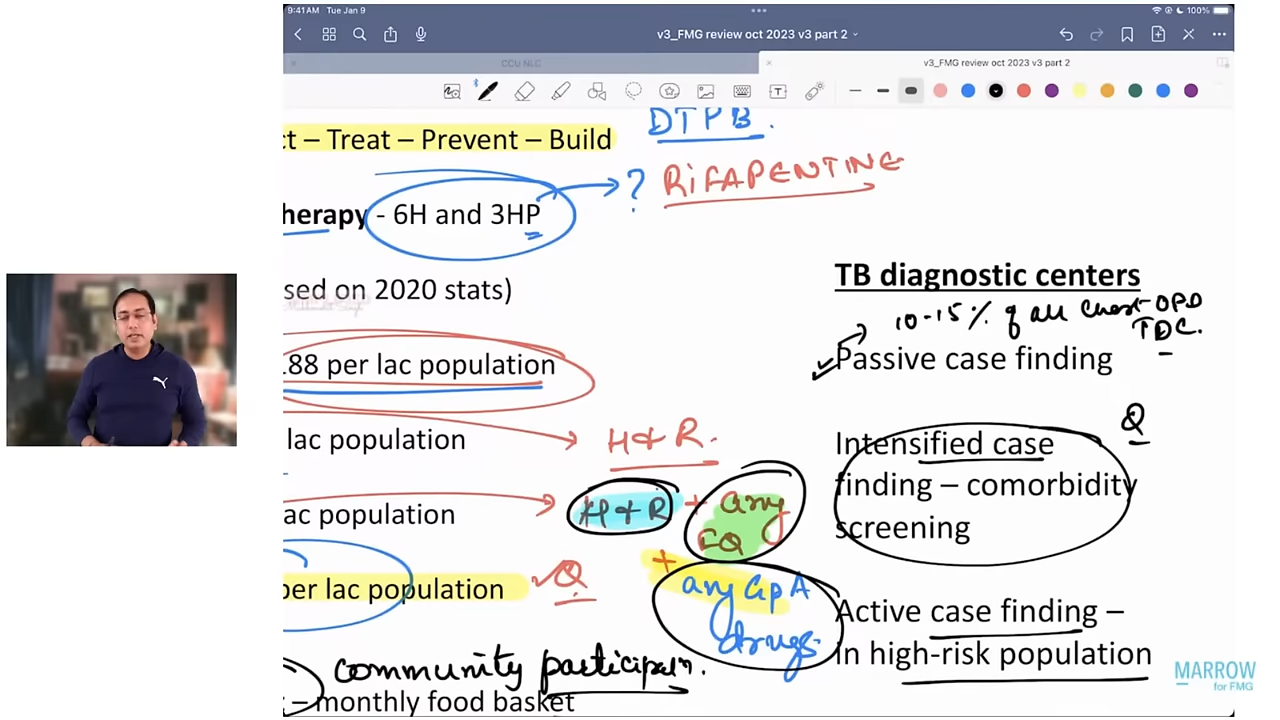 9:41 AM Tue Jan 9
100%
v3_FMG review oct 2023 v3 part 2
CCU NLC
v3_FMG review oct 2023 v3 part 2
DTPB.
ct – Treat – Prevent – Build
? RiFAPENTINE
herapy - 6H and 3HP
sed on 2020 stats)
TB diagnostic centers
10-15% of all Chest OPD
TDC.
Passive case finding
.88 per lac population
lac population
H & R.
Q
Intensified case
finding – comorbidity
screening
ac population
H & R + any
FQ
+
per lac population
Q
any Gp A
drugs
Active case finding –
in high-risk population
community participatn.
– monthly food basket
MARROW
for FMG